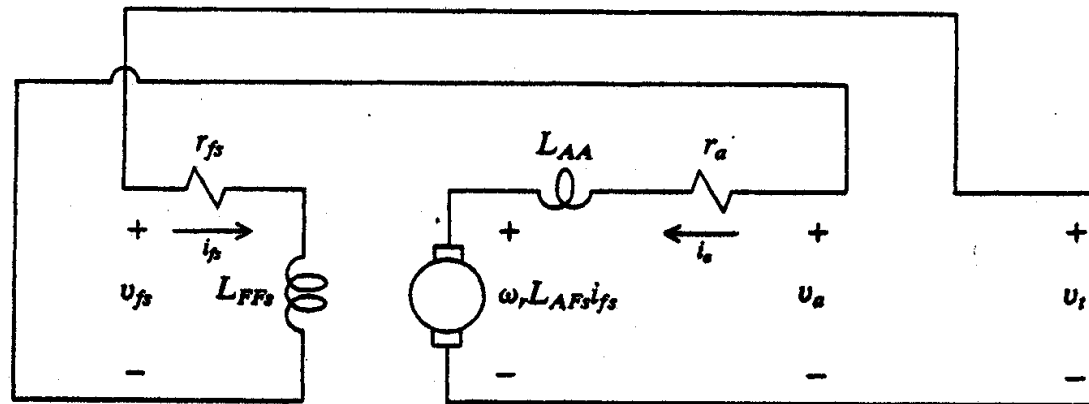 r_fs
L_AA
r_a
+ i_fs + i_a + +
v_fs L_FFs ω_r L_AFs i_fs v_a v_t
− − − −